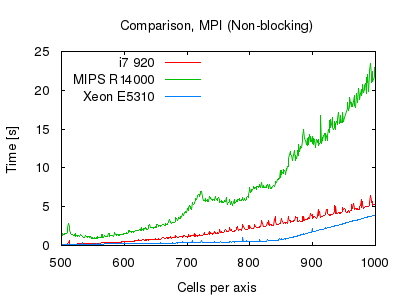 Comparison, MPI (Non-blocking)
25
20
15
10
5
0
Time [s]
i7 920
MIPS R14000
Xeon E5310
500
600
700
800
900
1000
Cells per axis